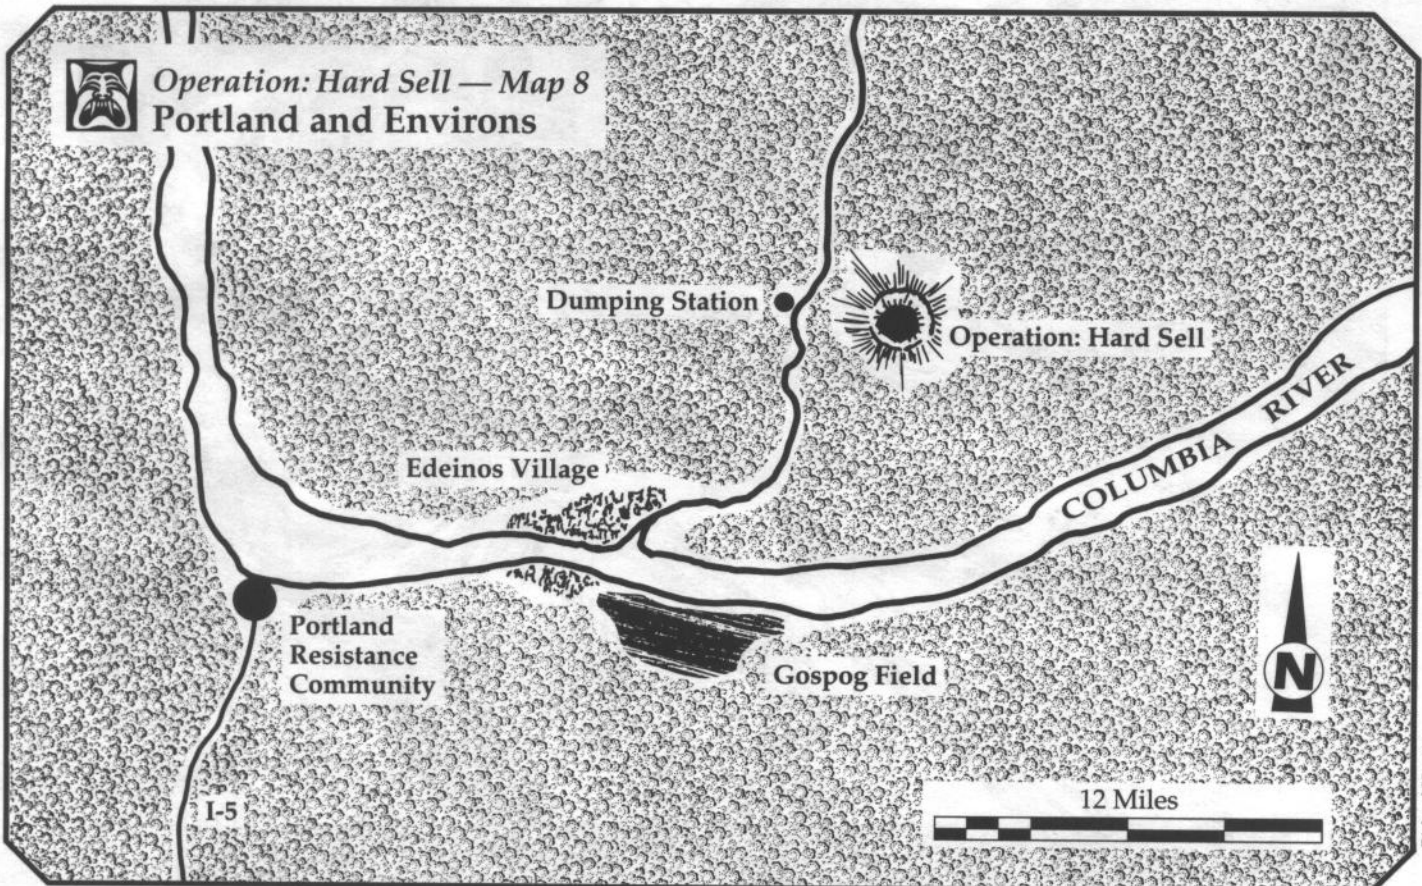 Operation: Hard Sell — Map 8
Portland and Environs
Dumping Station
Operation: Hard Sell
COLUMBIA RIVER
Edeinos Village
Portland
Resistance
Community
Gospog Field
N
I-5
12 Miles